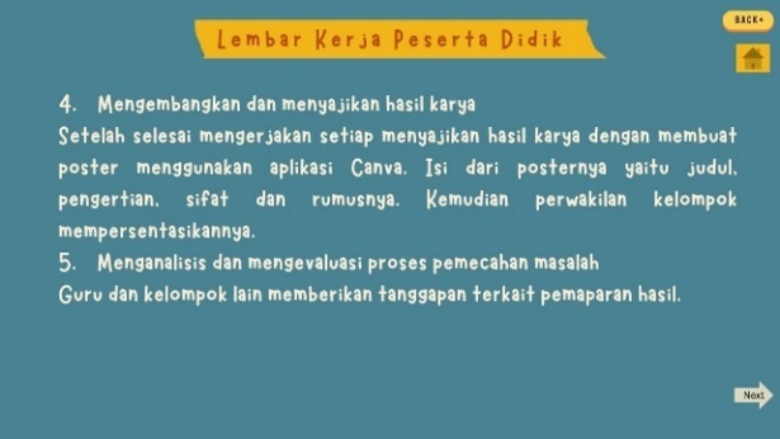 BACK
Lembar Kerja Peserta Didik
4. Mengembangkan dan menyajikan hasil karya
Setelah selesai mengerjakan setiap menyajikan hasil karya dengan membuat
poster menggunakan aplikasi Canva. Isi dari posternya yaitu judul,
pengertian, sifat dan rumusnya. Kemudian perwakilan kelompok
mempersentasikannya.
5. Menganalisis dan mengevaluasi proses pemecahan masalah
Guru dan kelompok lain memberikan tanggapan terkait pemaparan hasil.
Next